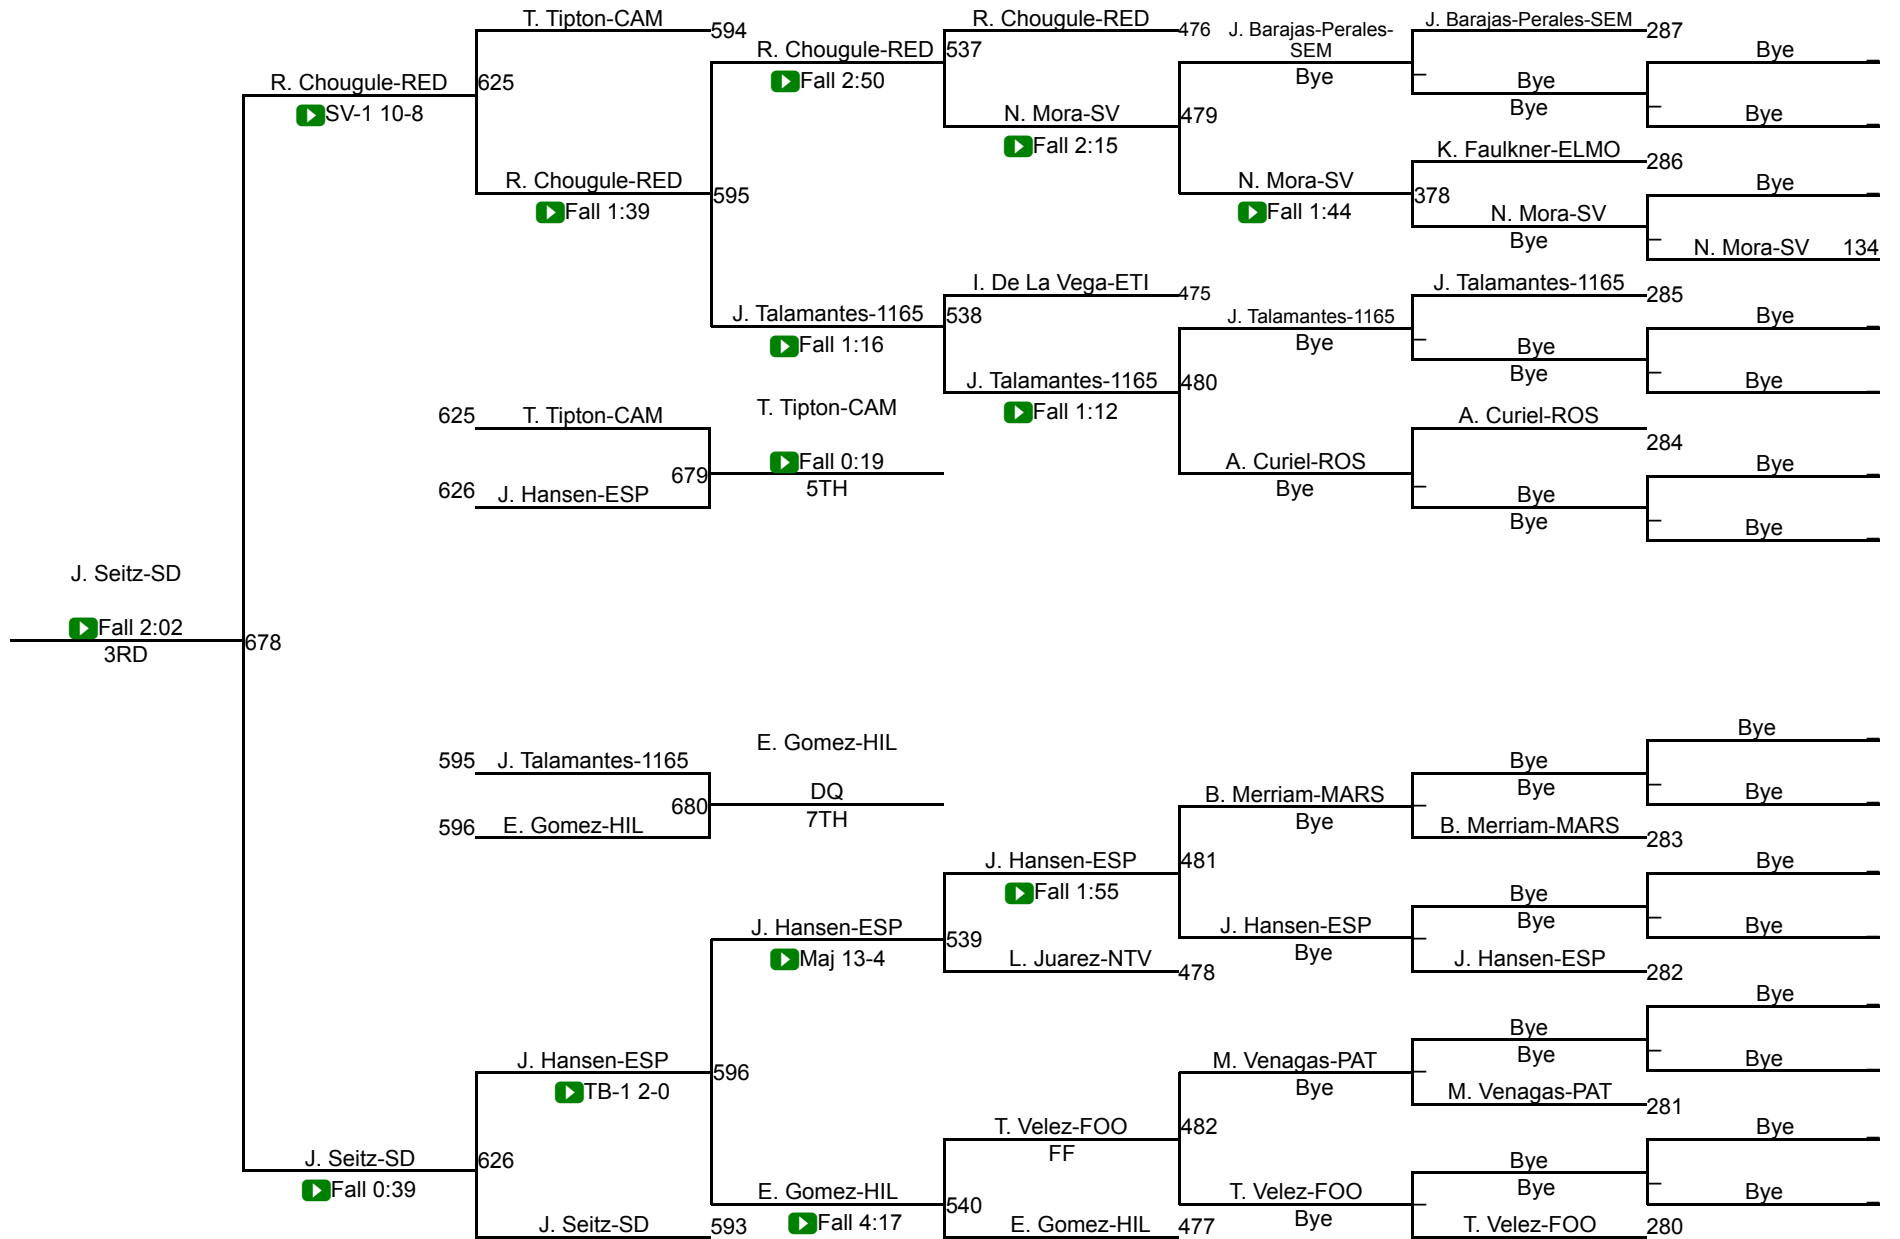 T. Tipton-CAM
594
R. Chougule-RED
SV-1 10-8
625
R. Chougule-RED
Fall 1:39
R. Chougule-RED
Fall 2:50
595
J. Talamantes-1165
Fall 1:16
R. Chougule-RED
476
537
N. Mora-SV
Fall 2:15
I. De La Vega-ETI
475
538
J. Talamantes-1165
Fall 1:12
J. Barajas-Perales-
SEM
Bye
479
N. Mora-SV
Fall 1:44
J. Talamantes-1165
Bye
480
A. Curiel-ROS
Bye
J. Barajas-Perales-SEM
287
Bye
Bye
K. Faulkner-ELMO
286
378
N. Mora-SV
Bye
J. Talamantes-1165
285
Bye
Bye
A. Curiel-ROS
284
Bye
Bye
Bye
Bye
Bye
N. Mora-SV 134
Bye
Bye
Bye
Bye
625
T. Tipton-CAM
626
J. Hansen-ESP
679
T. Tipton-CAM
Fall 0:19
5TH
J. Seitz-SD
Fall 2:02
3RD
678
595
J. Talamantes-1165
596
E. Gomez-HIL
680
E. Gomez-HIL
DQ
7TH
J. Seitz-SD
Fall 0:39
J. Hansen-ESP
TB-1 2-0
626
J. Seitz-SD
593
J. Hansen-ESP
Maj 13-4
596
E. Gomez-HIL
Fall 4:17
J. Hansen-ESP
Fall 1:55
539
L. Juarez-NTV
478
T. Velez-FOO
FF
540
E. Gomez-HIL
477
B. Merriam-MARS
Bye
481
J. Hansen-ESP
Bye
M. Venagas-PAT
Bye
482
T. Velez-FOO
Bye
Bye
Bye
B. Merriam-MARS
283
Bye
Bye
J. Hansen-ESP
282
Bye
Bye
M. Venagas-PAT
281
Bye
Bye
T. Velez-FOO
280
Bye
Bye
Bye
Bye
Bye
Bye
Bye
Bye